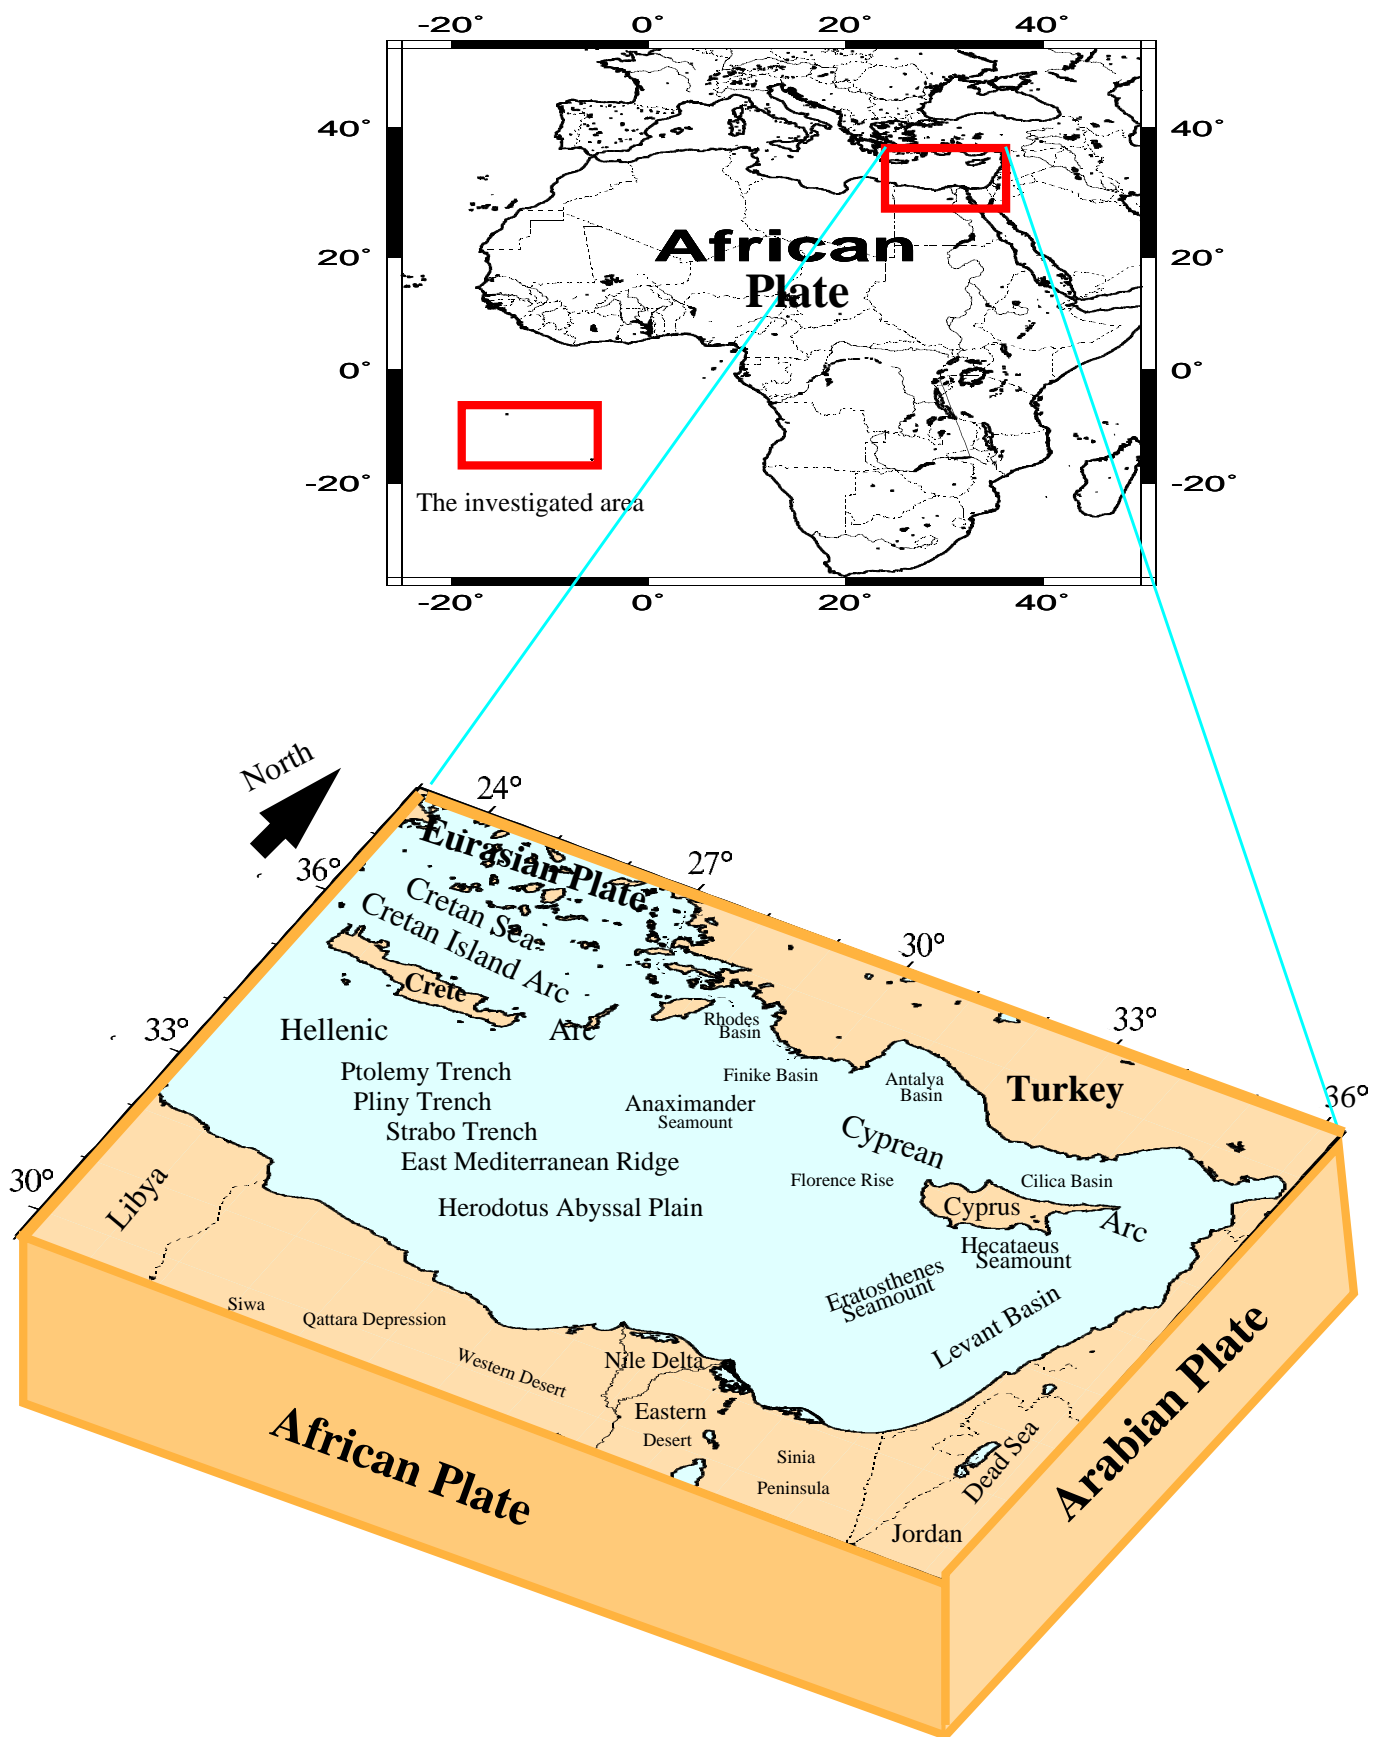 -20° 0° 20° 40°
40° 40°
African
20° 20°
Plate
0° 0°
-20° -20°
The investigated area
-20° 0° 20° 40°
North
24°
Eurasian Plate
27°
36°
Cretan Sea
Cretan Island Arc
30°
Crete
33°
33°
Hellenic Arc
Rhodes
Basin
Ptolemy Trench
Finike Basin
Antalya
Basin
Turkey
36°
Pliny Trench
Anaximander
Seamount
Strabo Trench
Cyprean
East Mediterranean Ridge
Florence Rise
Cilica Basin
30°
Libya
Herodotus Abyssal Plain
Cyprus
Arc
Hecataeus
Seamount
Eratosthenes
Seamount
Levant Basin
Siwa
Qattara Depression
Western Desert
Nile Delta
Eastern
Desert
Sinia
Peninsula
Dead Sea
Jordan
African Plate
Arabian Plate